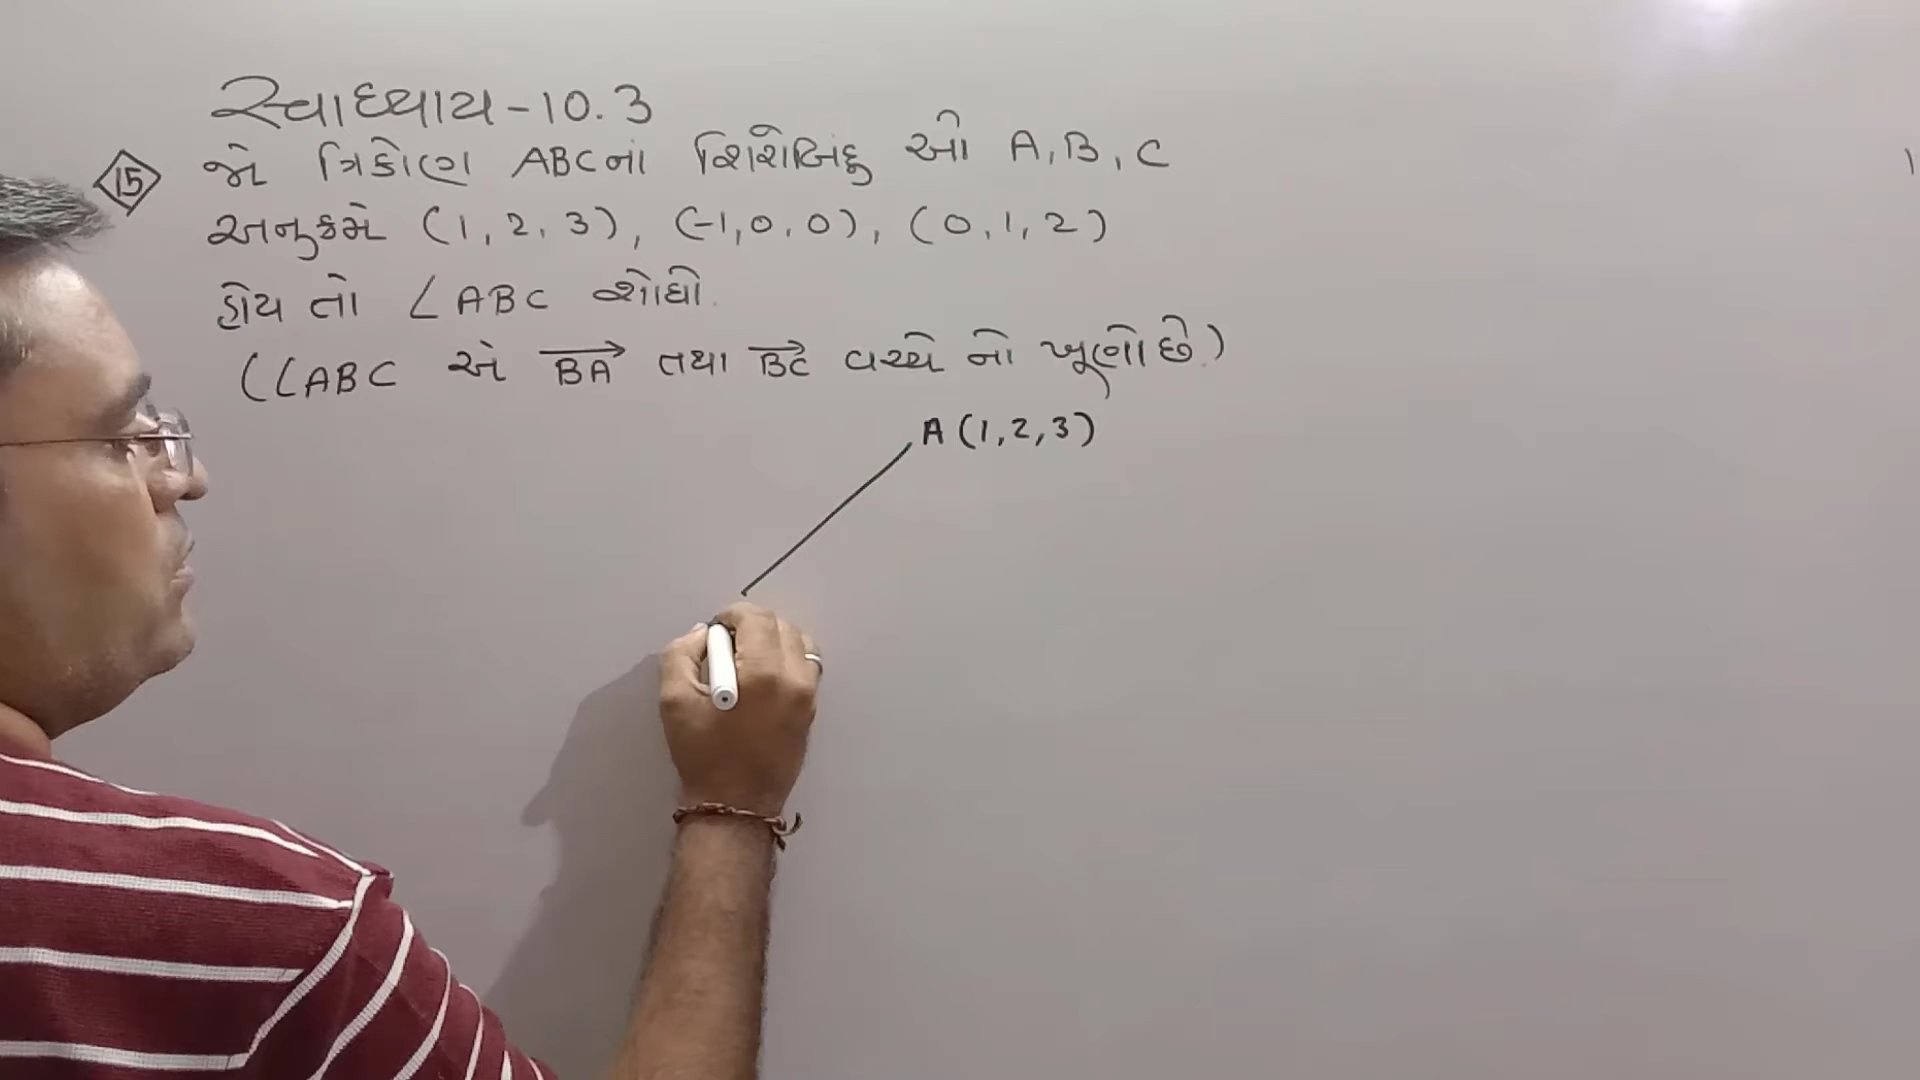 સ્વાધ્યાય-10.3
15 જો ત્રિકોણ ABCનાં શિરોબિંદુ ઓ A, B, C
અનુક્રમે (1, 2, 3), (-1, 0, 0), (0, 1, 2)
હોય તો ∠ABC શોધો.
(∠ABC એ BA→ તથા BC→ વચ્ચે નો ખૂણો છે.)
A (1, 2, 3)